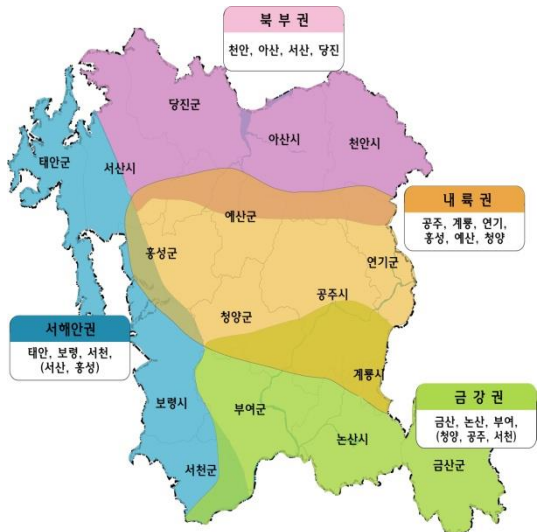 북 부 권
천안, 아산, 서산, 당진
당진군
아산시
천안시
태안군
서산시
예산군
내 륙 권
공주, 계룡, 연기,
홍성, 예산, 청양
홍성군
연기군
공주시
청양군
서해안권
태안, 보령, 서천,
(서산, 홍성)
계룡시
보령시
부여군
금 강 권
금산, 논산, 부여,
(청양, 공주, 서천)
논산시
서천군
금산군